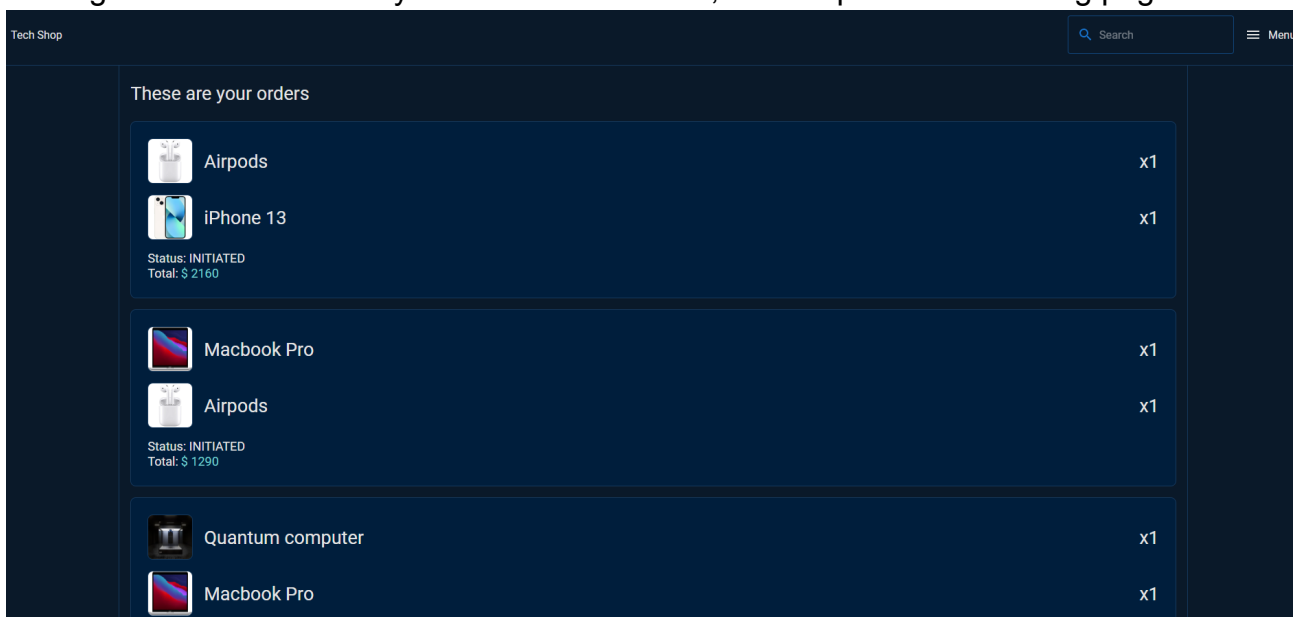 Tech Shop
Search
Menu
These are your orders
Airpods x1
iPhone 13 x1
Status: INITIATED
Total: $ 2160
Macbook Pro x1
Airpods x1
Status: INITIATED
Total: $ 1290
Quantum computer x1
Macbook Pro x1